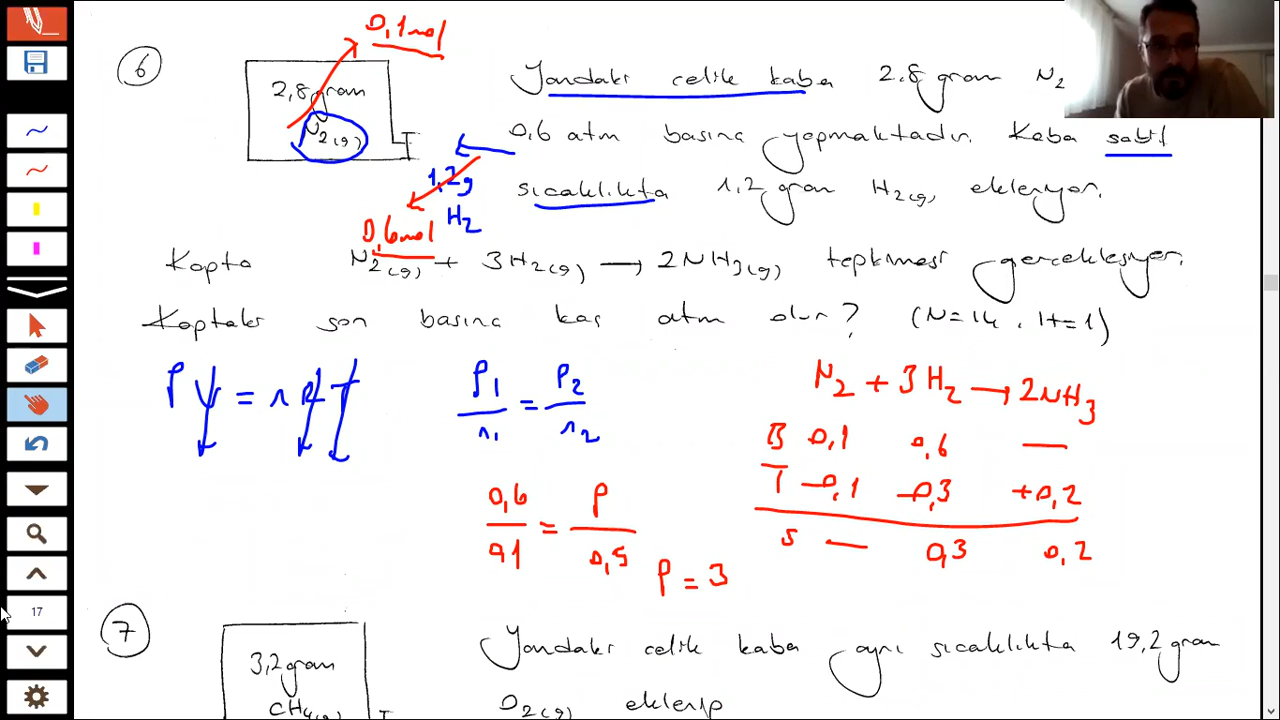 0,1 mol
6
2,8 gram
N2(g)
Yandaki çelik kaba 2,8 gram N2
0,6 atm basınç yapmaktadır. Kaba sabit
sıcaklıkta 1,2 gram H2(g) ekleniyor.
1,2g
H2
0,6 mol
Kapta N2(g) + 3H2(g) → 2NH3(g) tepkimesi gerçekleşiyor.
Kaptaki son basınç kaç atm olur? (N=14, H=1)
PV = nRT
P1/n1 = P2/n2
N2 + 3H2 → 2NH3
B 0,1 0,6 —
T -0,1 -0,3 +0,2
S — 0,3 0,2
0,6/0,1 = P/0,5
P = 3
17
7
3,2 gram
CH4(g)
Yandaki çelik kaba aynı sıcaklıkta 19,2 gram
O2(g) eklenip